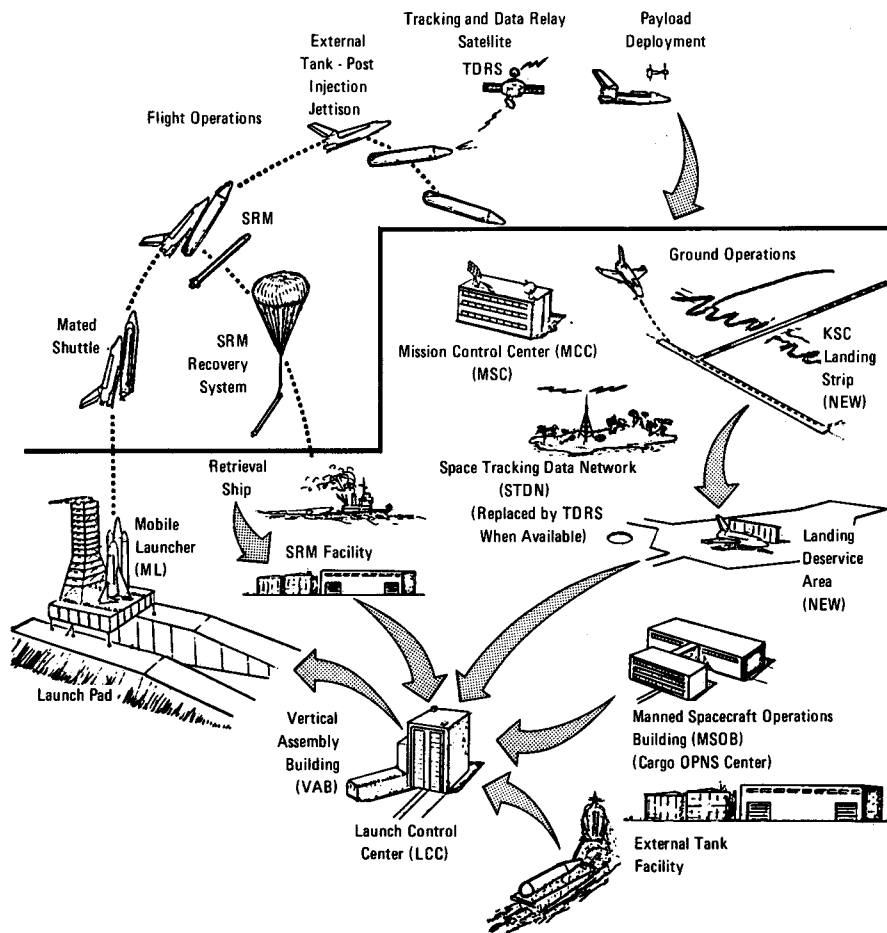 External
Tank - Post
Injection
Jettison
Tracking and Data Relay
Satellite
TDRS
Payload
Deployment
Flight Operations
SRM
Mated
Shuttle
SRM
Recovery
System
Ground Operations
Mission Control Center (MCC)
(MSC)
KSC
Landing
Strip
(NEW)
Retrieval
Ship
Space Tracking Data Network
(STDN)
(Replaced by TDRS
When Available)
Mobile
Launcher
(ML)
SRM Facility
Landing
Deservice
Area
(NEW)
Launch Pad
Vertical
Assembly
Building
(VAB)
Manned Spacecraft Operations
Building (MSOB)
(Cargo OPNS Center)
Launch Control
Center (LCC)
External Tank
Facility